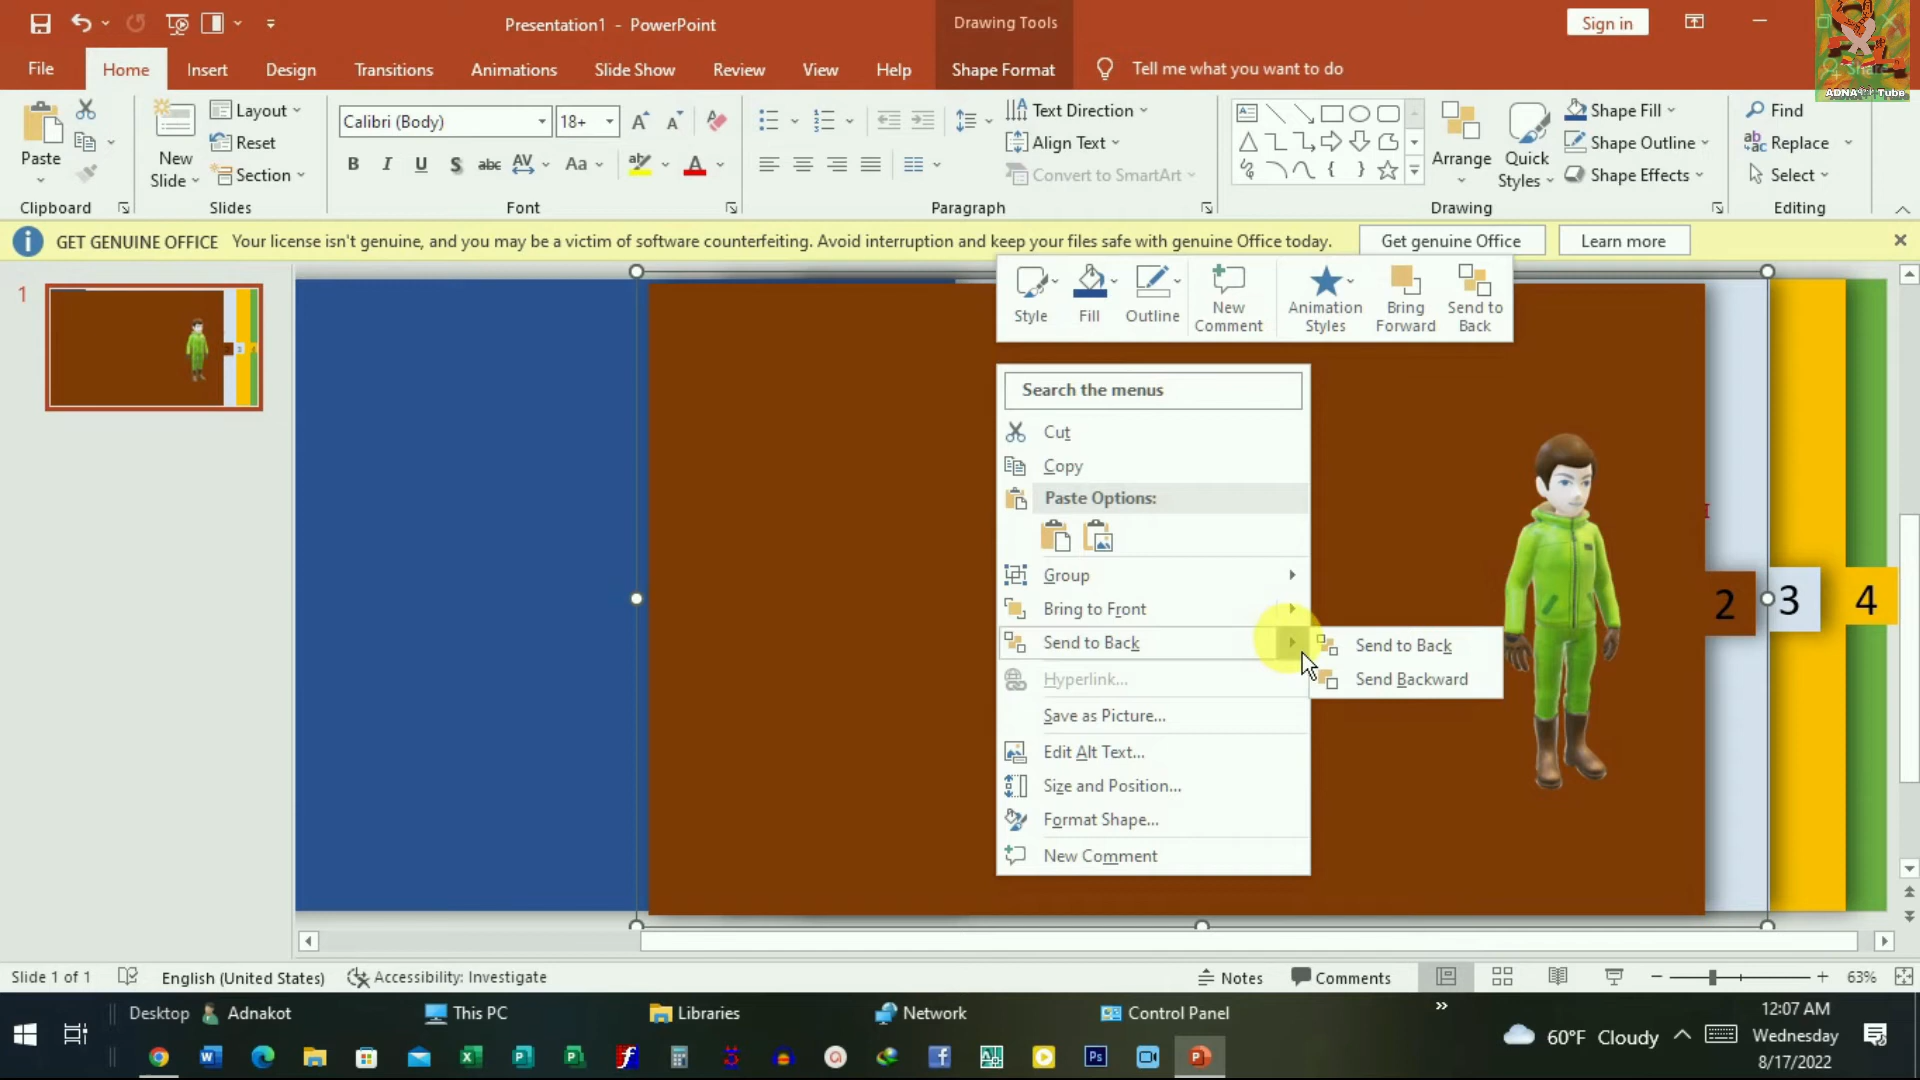 Presentation1 - PowerPoint
Drawing Tools
Sign in
File
Home
Insert
Design
Transitions
Animations
Slide Show
Review
View
Help
Shape Format
Tell me what you want to do
ADNAкот Tube
Paste
New
Slide
Layout
Reset
Section
Calibri (Body)
18+
Text Direction
Align Text
Convert to SmartArt
Arrange
Quick
Styles
Shape Fill
Shape Outline
Shape Effects
Find
Replace
Select
Clipboard
Slides
Font
Paragraph
Drawing
Editing
GET GENUINE OFFICE Your license isn't genuine, and you may be a victim of software counterfeiting. Avoid interruption and keep your files safe with genuine Office today.
Get genuine Office
Learn more
1
Style
Fill
Outline
New
Comment
Animation
Styles
Bring
Forward
Send to
Back
Search the menus
Cut
Copy
Paste Options:
Group
Bring to Front
Send to Back
Hyperlink...
Save as Picture...
Edit Alt Text...
Size and Position...
Format Shape...
New Comment
Send to Back
Send Backward
2
3
4
Slide 1 of 1
English (United States)
Accessibility: Investigate
Notes
Comments
63%
Desktop
Adnakot
This PC
Libraries
Network
Control Panel
60°F Cloudy
12:07 AM
Wednesday
8/17/2022